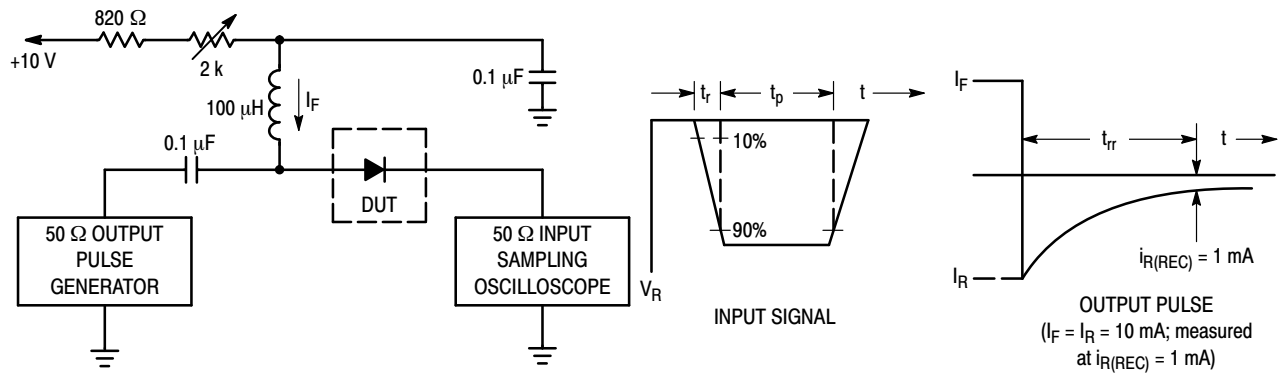 820 Ω
+10 V
2 k
100 μH
I_F
0.1 μF
0.1 μF
DUT
50 Ω OUTPUT
PULSE
GENERATOR
50 Ω INPUT
SAMPLING
OSCILLOSCOPE
t_r
t_p
t
10%
90%
V_R
INPUT SIGNAL
I_F
t_rr
t
i_R(REC) = 1 mA
I_R
OUTPUT PULSE
(I_F = I_R = 10 mA; measured
at i_R(REC) = 1 mA)